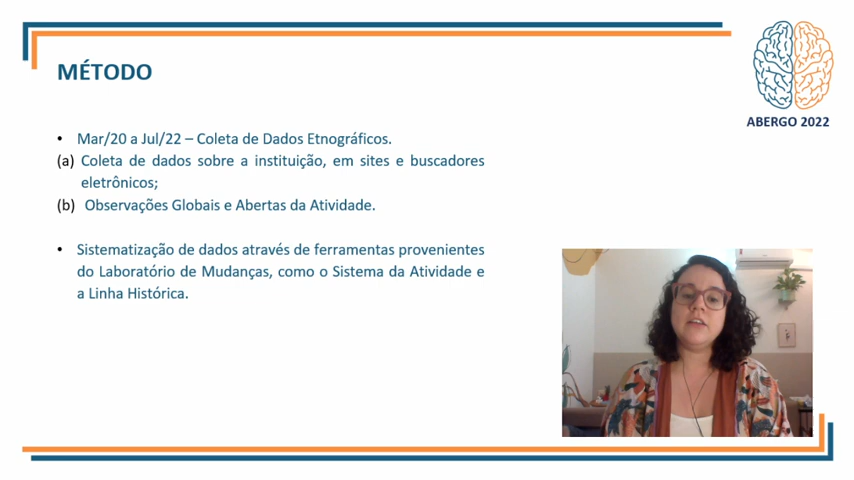 MÉTODO
ABERGO 2022
• Mar/20 a Jul/22 – Coleta de Dados Etnográficos.
(a) Coleta de dados sobre a instituição, em sites e buscadores
eletrônicos;
(b) Observações Globais e Abertas da Atividade.
• Sistematização de dados através de ferramentas provenientes
do Laboratório de Mudanças, como o Sistema da Atividade e
a Linha Histórica.